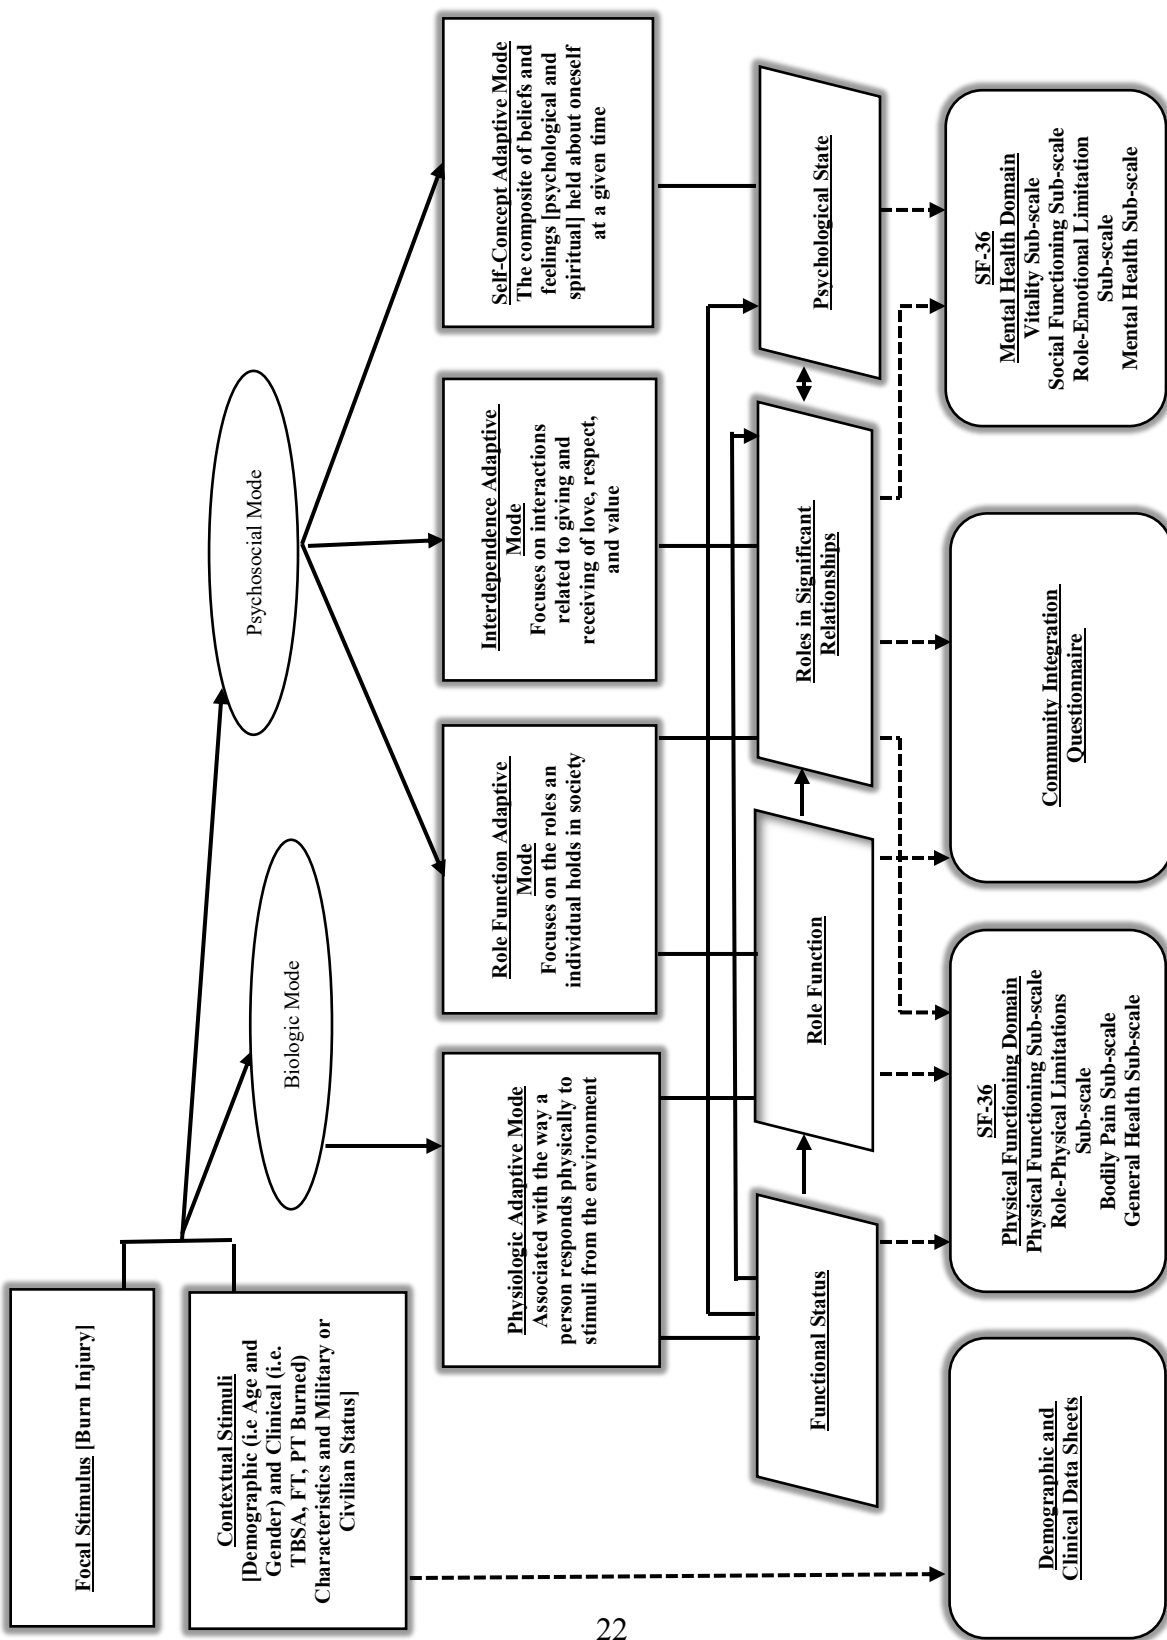 Focal Stimulus [Burn Injury]
Contextual Stimuli
[Demographic (i.e Age and
Gender) and Clinical (i.e.
TBSA, FT, PT Burned)
Characteristics and Military or
Civilian Status]
Biologic Mode
Psychosocial Mode
Physiologic Adaptive Mode
Associated with the way a
person responds physically to
stimuli from the environment
Role Function Adaptive
Mode
Focuses on the roles an
individual holds in society
Interdependence Adaptive
Mode
Focuses on interactions
related to giving and
receiving of love, respect,
and value
Self-Concept Adaptive Mode
The composite of beliefs and
feelings [psychological and
spiritual] held about oneself
at a given time
Functional Status
Role Function
Roles in Significant
Relationships
Psychological State
Demographic and
Clinical Data Sheets
SF-36
Physical Functioning Domain
Physical Functioning Sub-scale
Role-Physical Limitations
Sub-scale
Bodily Pain Sub-scale
General Health Sub-scale
Community Integration
Questionnaire
SF-36
Mental Health Domain
Vitality Sub-scale
Social Functioning Sub-scale
Role-Emotional Limitation
Sub-scale
Mental Health Sub-scale
22